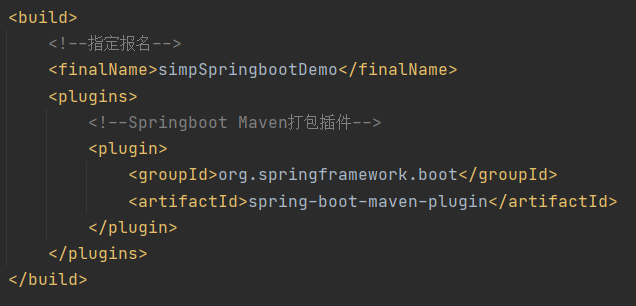 <build>
<!--指定报名-->
<finalName>simpSpringbootDemo</finalName>
<plugins>
<!--Springboot Maven打包插件-->
<plugin>
<groupId>org.springframework.boot</groupId>
<artifactId>spring-boot-maven-plugin</artifactId>
</plugin>
</plugins>
</build>